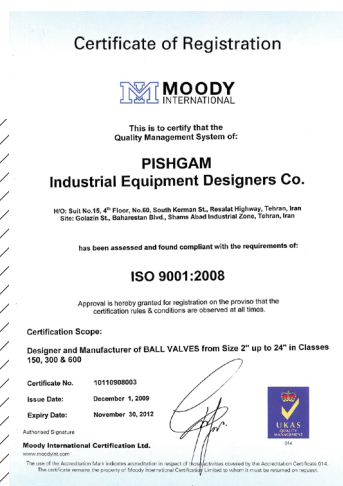 Certificate of Registration
MOODY
INTERNATIONAL
This is to certify that the
Quality Management System of:
PISHGAM
Industrial Equipment Designers Co.
H/O: Suit No.15, 4th Floor, No.60, South Kerman St., Resalat Highway, Tehran, Iran
Site: Golazin St., Baharestan Blvd., Shams Abad Industrial Zone, Tehran, Iran
has been assessed and found compliant with the requirements of:
ISO 9001:2008
Approval is hereby granted for registration on the proviso that the
certification rules & conditions are observed at all times.
Certification Scope:
Designer and Manufacturer of BALL VALVES from Size 2" up to 24" in Classes
150, 300 & 600
Certificate No. 10110908003
Issue Date: December 1, 2009
Expiry Date: November 30, 2012
Authorised Signature
Moody International Certification Ltd.
www.moodyint.com
UKAS
QUALITY
MANAGEMENT
014
The use of the Accreditation Mark indicates accreditation in respect of those activities covered by the Accreditation Certificate 014.
The certificate remains the property of Moody International Certification Limited to whom it must be returned on request.